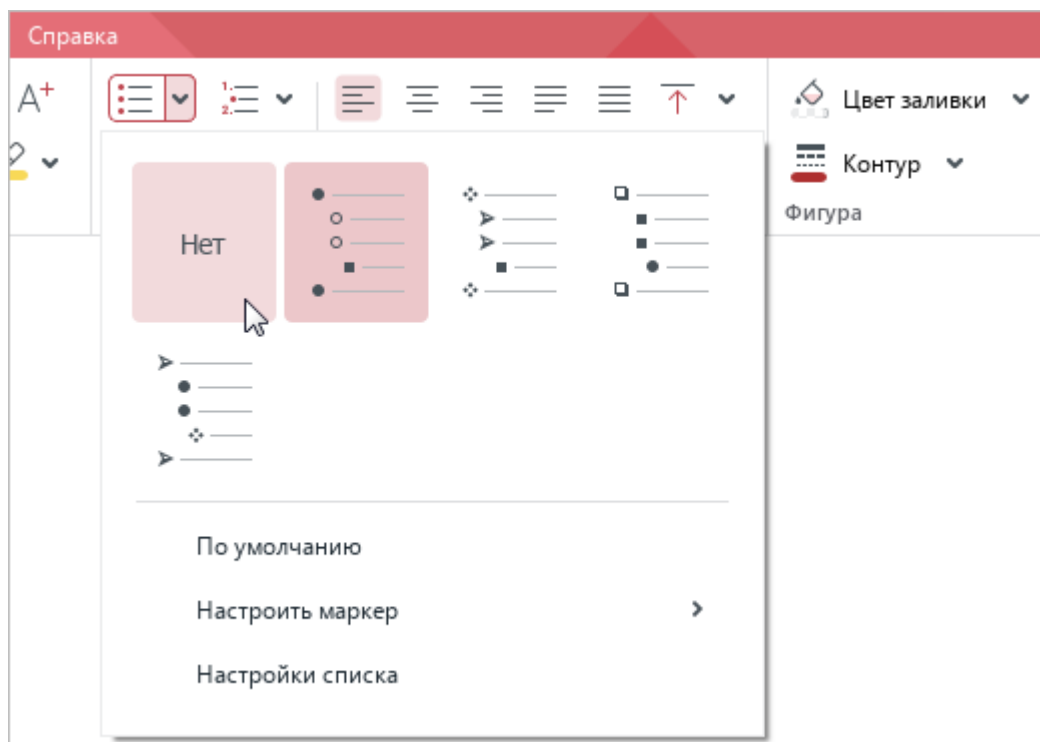 Справка
Цвет заливки
Контур
Фигура
Нет
По умолчанию
Настроить маркер
Настройки списка